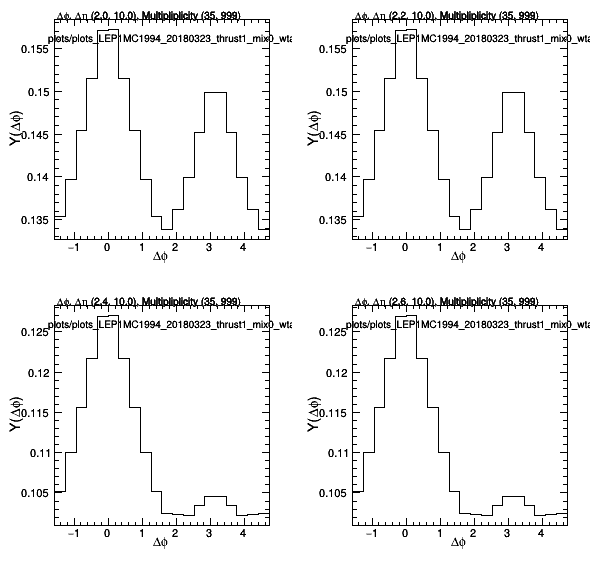 Δϕ, Δη (2.0, 10.0), Multipliplicity (35, 999)
plots/plots_LEP1MC1994_20180323_thrust1_mix0_wta
Y(Δϕ)
0.155
0.15
0.145
0.14
0.135
−1 0 1 2 3 4
Δϕ
Δϕ, Δη (2.2, 10.0), Multipliplicity (35, 999)
plots/plots_LEP1MC1994_20180323_thrust1_mix0_wta
Y(Δϕ)
0.155
0.15
0.145
0.14
0.135
−1 0 1 2 3 4
Δϕ
Δϕ, Δη (2.4, 10.0), Multipliplicity (35, 999)
plots/plots_LEP1MC1994_20180323_thrust1_mix0_wta
Y(Δϕ)
0.125
0.12
0.115
0.11
0.105
−1 0 1 2 3 4
Δϕ
Δϕ, Δη (2.6, 10.0), Multipliplicity (35, 999)
plots/plots_LEP1MC1994_20180323_thrust1_mix0_wta
Y(Δϕ)
0.125
0.12
0.115
0.11
0.105
−1 0 1 2 3 4
Δϕ